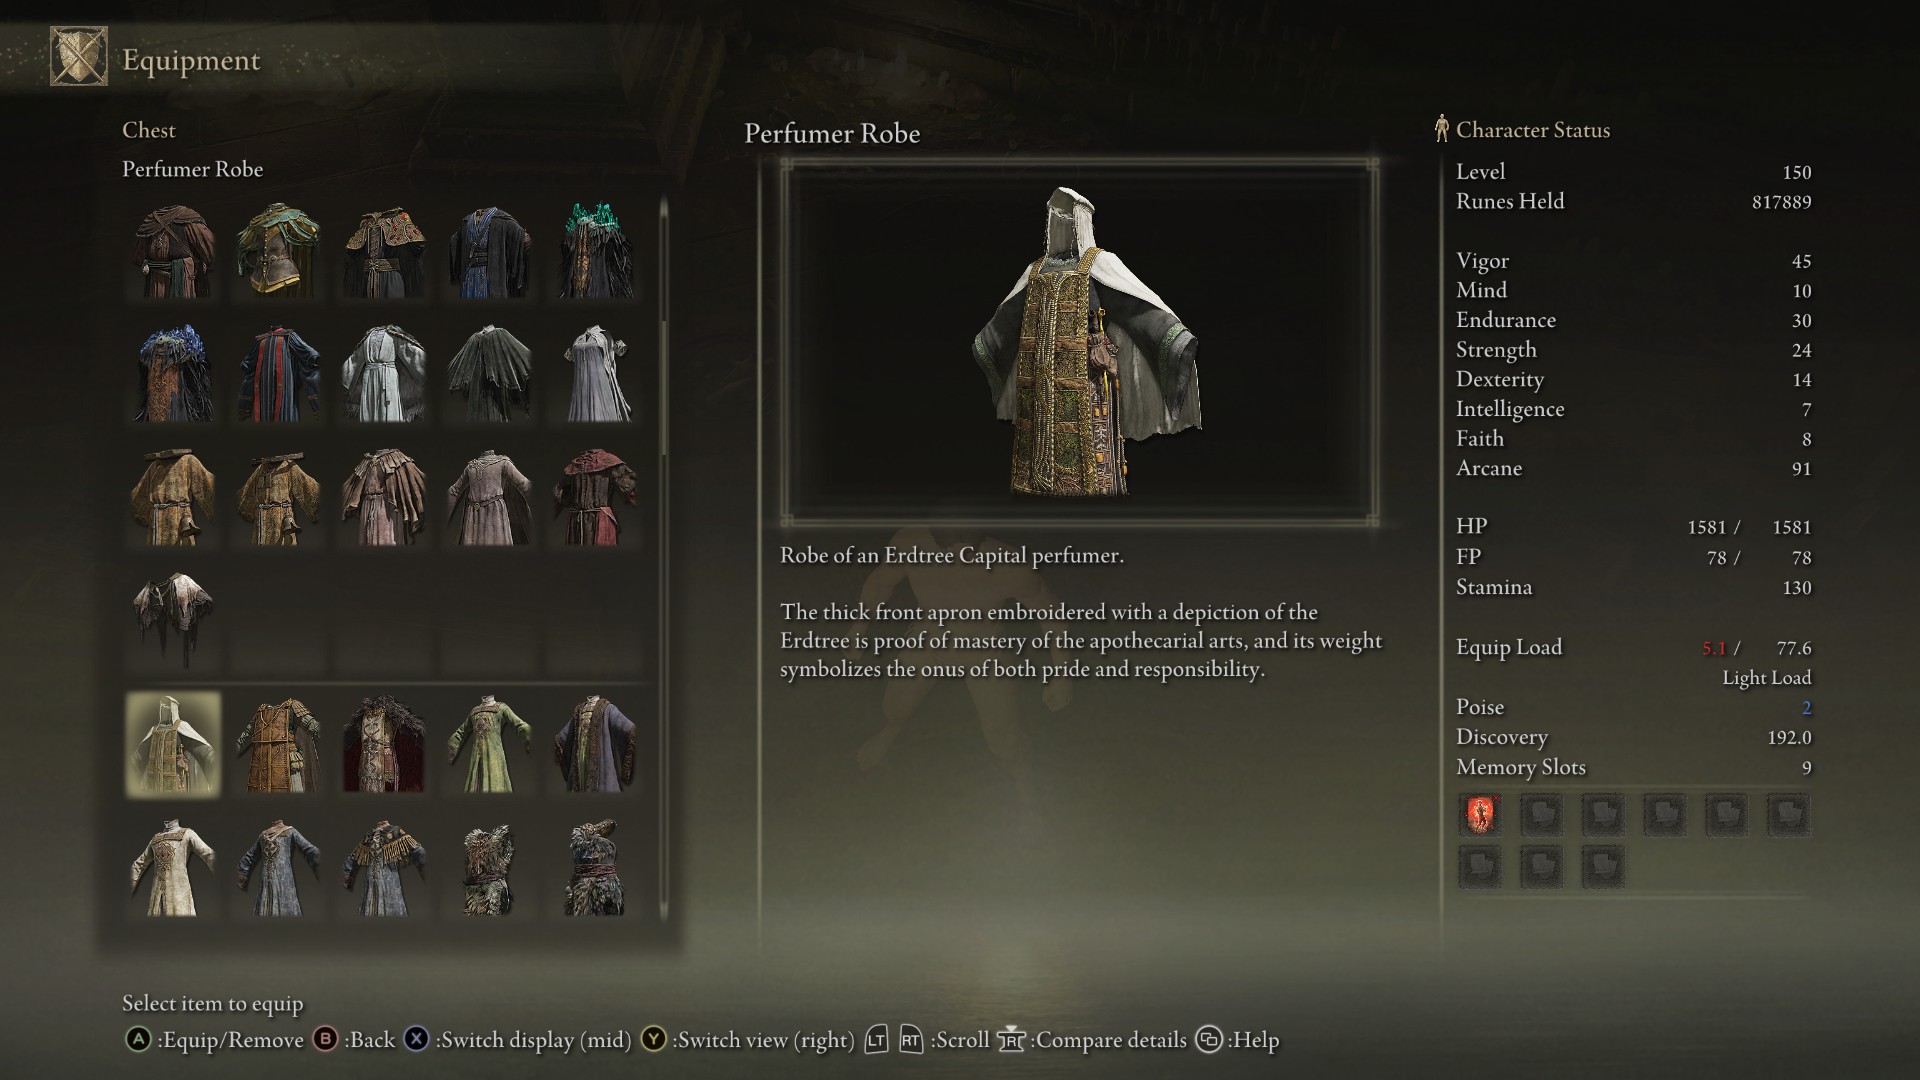 Equipment
Chest
Perfumer Robe
Perfumer Robe
Robe of an Erdtree Capital perfumer.
The thick front apron embroidered with a depiction of the
Erdtree is proof of mastery of the apothecarial arts, and its weight
symbolizes the onus of both pride and responsibility.
Character Status
Level 150
Runes Held 817889
Vigor 45
Mind 10
Endurance 30
Strength 24
Dexterity 14
Intelligence 7
Faith 8
Arcane 91
HP 1581 / 1581
FP 78 / 78
Stamina 130
Equip Load 5.1 / 77.6
Light Load
Poise 2
Discovery 192.0
Memory Slots 9
Select item to equip
A :Equip/Remove B :Back X :Switch display (mid) Y :Switch view (right) LT RT :Scroll R :Compare details :Help